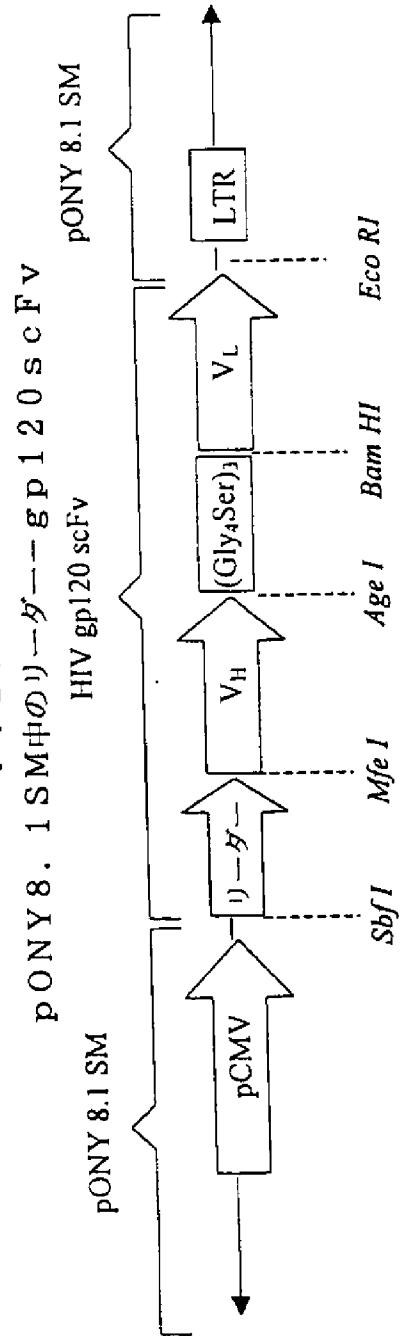 pONY8.1SM中のリーダー－gp120scFv
pONY 8.1 SM
HIV gp120 scFv
pONY 8.1 SM
pCMV
リーダー
VH
(Gly4Ser)3
VL
LTR
Sbf I
Mfe I
Age I
Bam HI
Eco RI